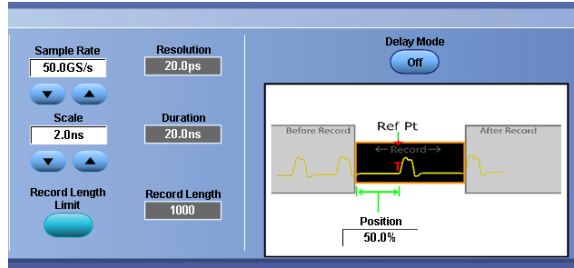 Sample Rate
50.0GS/s
Resolution
20.0ps
Scale
2.0ns
Duration
20.0ns
Record Length
Limit
Record Length
1000
Delay Mode
Off
Before Record
Ref Pt
After Record
←Record→
T
Position
50.0%